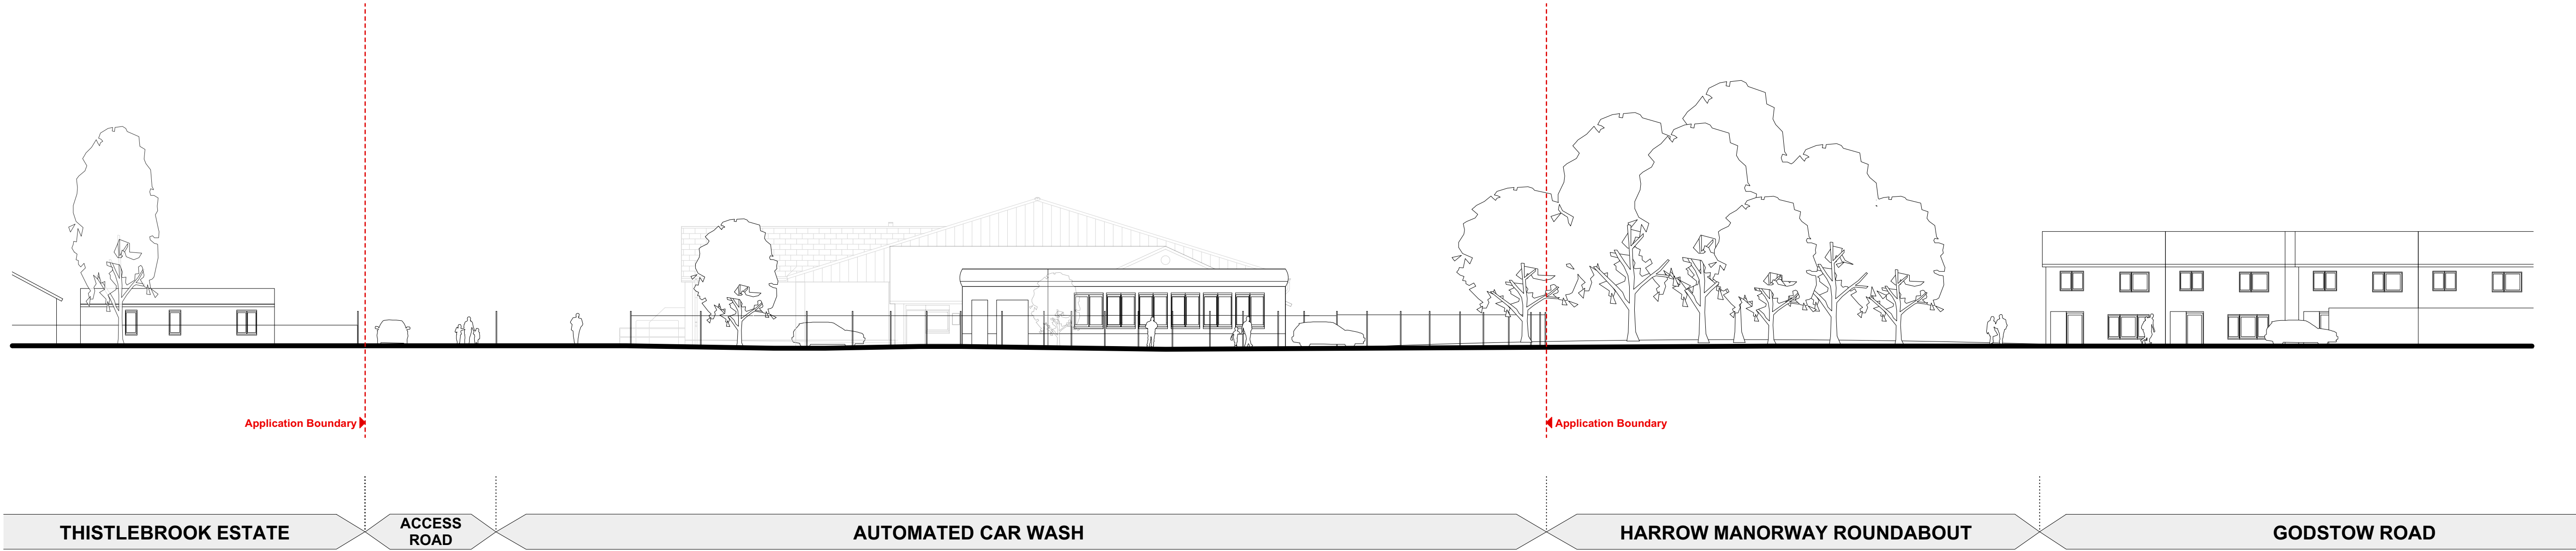 Application Boundary
Application Boundary
THISTLEBROOK ESTATE
ACCESS
ROAD
AUTOMATED CAR WASH
HARROW MANORWAY ROUNDABOUT
GODSTOW ROAD